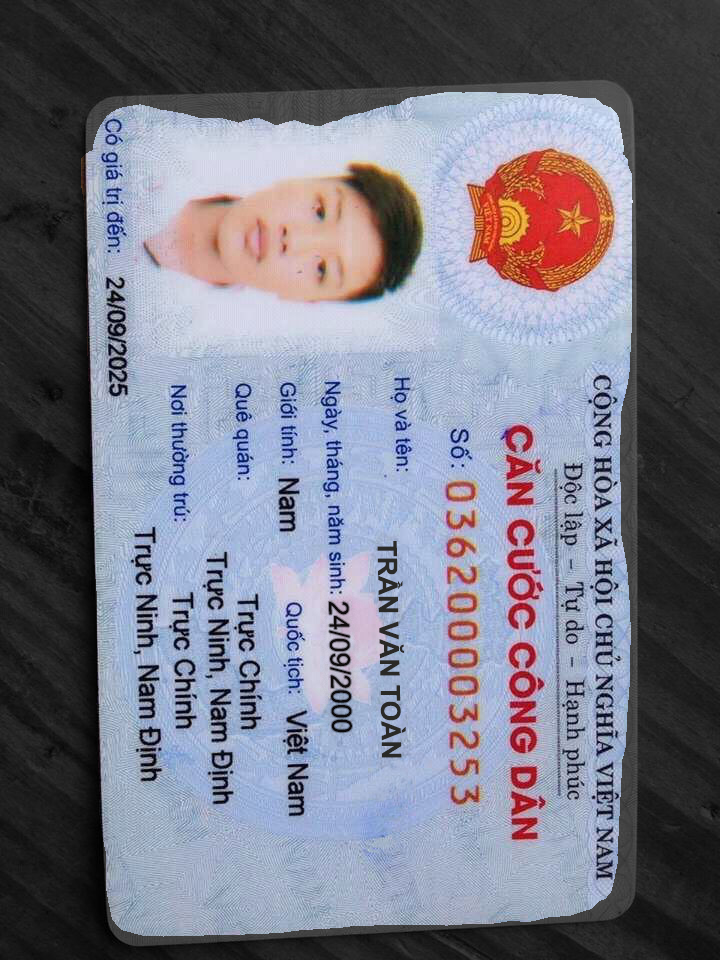 CỘNG HÒA XÃ HỘI CHỦ NGHĨA VIỆT NAM
Độc lập - Tự do - Hạnh phúc
CĂN CƯỚC CÔNG DÂN
Số: 036200003253
Họ và tên:
TRẦN VĂN TOÀN
Ngày, tháng, năm sinh: 24/09/2000
Giới tính: Nam Quốc tịch: Việt Nam
Quê quán: Trực Chính
Trực Ninh, Nam Định
Nơi thường trú: Trực Chính
Trực Ninh, Nam Định
Có giá trị đến: 24/09/2025